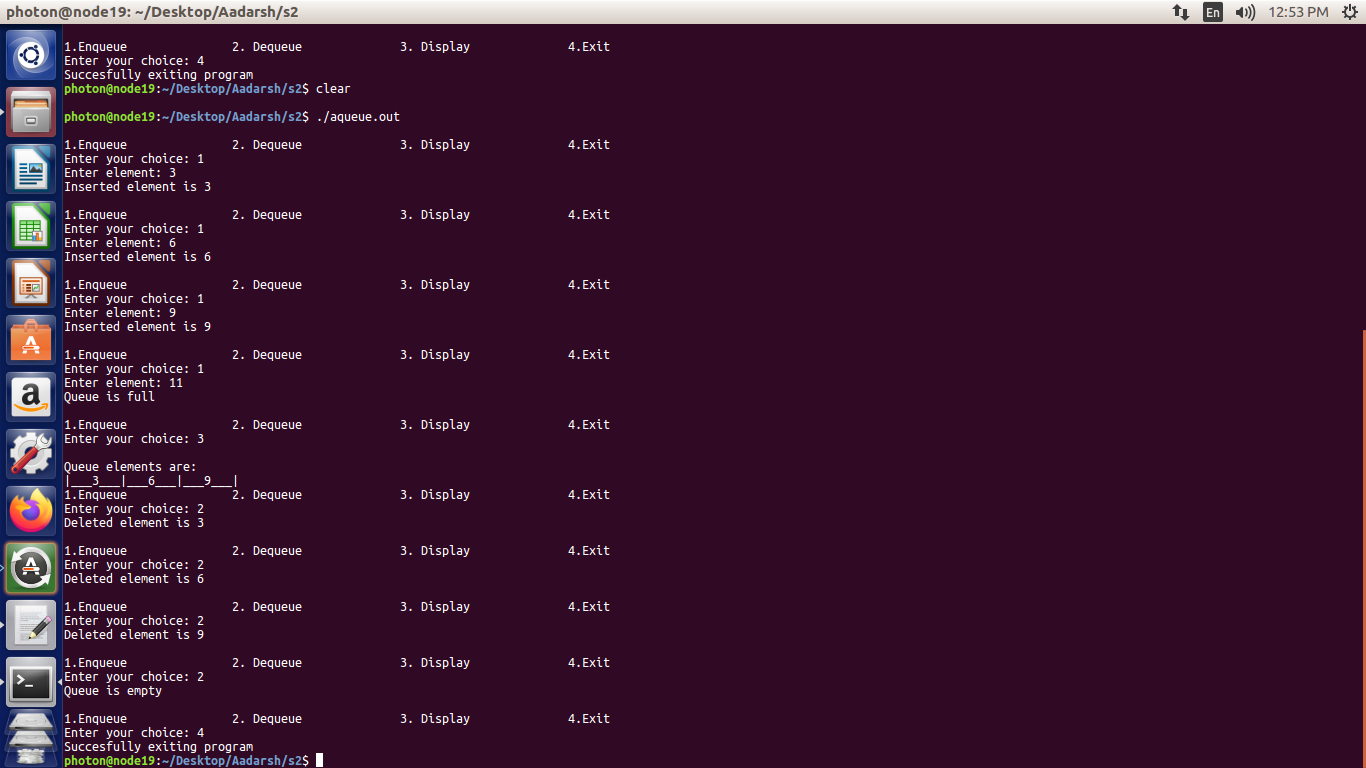 photon@node19: ~/Desktop/Aadarsh/s2 En 12:53 PM
1.Enqueue 2. Dequeue 3. Display 4.Exit
Enter your choice: 4
Succesfully exiting program
photon@node19:~/Desktop/Aadarsh/s2$ clear
photon@node19:~/Desktop/Aadarsh/s2$ ./aqueue.out
1.Enqueue 2. Dequeue 3. Display 4.Exit
Enter your choice: 1
Enter element: 3
Inserted element is 3
1.Enqueue 2. Dequeue 3. Display 4.Exit
Enter your choice: 1
Enter element: 6
Inserted element is 6
1.Enqueue 2. Dequeue 3. Display 4.Exit
Enter your choice: 1
Enter element: 9
Inserted element is 9
1.Enqueue 2. Dequeue 3. Display 4.Exit
Enter your choice: 1
Enter element: 11
Queue is full
1.Enqueue 2. Dequeue 3. Display 4.Exit
Enter your choice: 3
Queue elements are:
|___3___|___6___|___9___|
1.Enqueue 2. Dequeue 3. Display 4.Exit
Enter your choice: 2
Deleted element is 3
1.Enqueue 2. Dequeue 3. Display 4.Exit
Enter your choice: 2
Deleted element is 6
1.Enqueue 2. Dequeue 3. Display 4.Exit
Enter your choice: 2
Deleted element is 9
1.Enqueue 2. Dequeue 3. Display 4.Exit
Enter your choice: 2
Queue is empty
1.Enqueue 2. Dequeue 3. Display 4.Exit
Enter your choice: 4
Succesfully exiting program
photon@node19:~/Desktop/Aadarsh/s2$